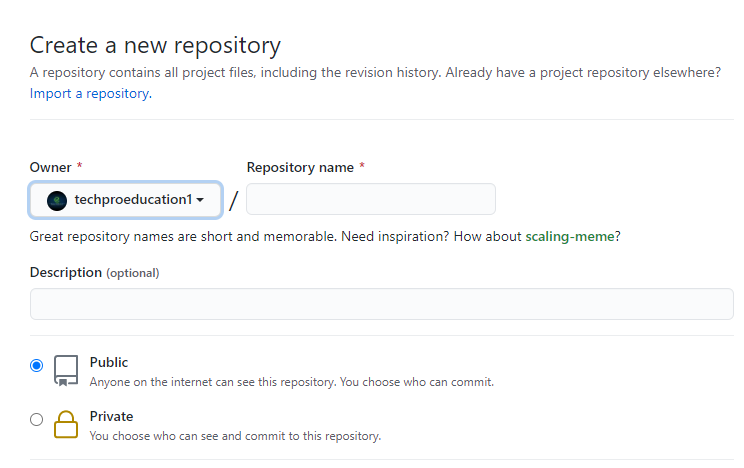 Create a new repository
A repository contains all project files, including the revision history. Already have a project repository elsewhere?
Import a repository.
Owner * Repository name *
techproeducation1 /
Great repository names are short and memorable. Need inspiration? How about scaling-meme?
Description (optional)
Public
Anyone on the internet can see this repository. You choose who can commit.
Private
You choose who can see and commit to this repository.